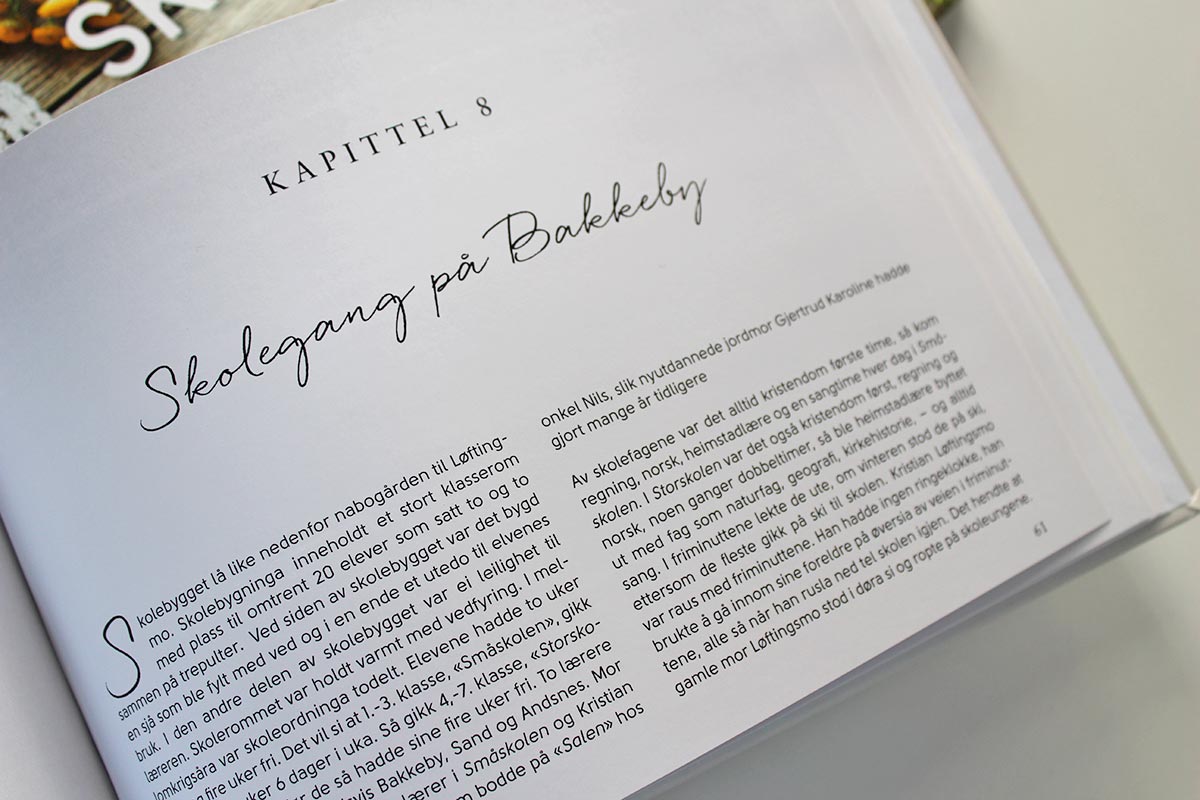 SK
KAPITTEL 8
Skolegang på Bakkeby
Skolebygget lå like nedenfor nabogården til Løfting-
mo. Skolebygninga inneholdt et stort klasserom
med plass til omtrent 20 elever som satt to og to
sammen på trepulter. Ved siden av skolebygget var det bygd
en sjå som ble fylt med ved og i en ende et utedo til elvenes
bruk. I den andre delen av skolebygget var ei leilighet til
læreren. Skolerommet var holdt varmt med vedfyring. I mel-
lomkrigsåra var skoleordninga todelt. Elevene hadde to uker
fire uker fri. Det vil si at 1.-3. klasse, «Småskolen», gikk
uker 6 dager i uka. Så gikk 4,-7. klasse, «Storsko-
de så hadde sine fire uker fri. To lærere
Bakkeby, Sand og Andsnes. Mor
lærer i Småskolen og Kristian
bodde på «Salen» hos
onkel Nils, slik nyutdannede jordmor Gjertrud Karoline hadde
gjort mange år tidligere
Av skolefagene var det alltid kristendom første time, så kom
regning, norsk, heimstadlære og en sangtime hver dag i Små-
skolen. I Storskolen var det også kristendom først, regning og
norsk, noen ganger dobbeltimer, så ble heimstadlære byttet
ut med fag som naturfag, geografi, kirkehistorie, – og alltid
sang. I friminuttene lekte de ute, om vinteren stod de på ski,
ettersom de fleste gikk på ski til skolen. Kristian Løftingsmo
var raus med friminuttene. Han hadde ingen ringeklokke, han
brukte å gå innom sine foreldre på øversia av veien i friminut-
tene, alle så når han rusla ned tel skolen igjen. Det hendte at
gamle mor Løftingsmo stod i døra si og ropte på skoleungene.
61